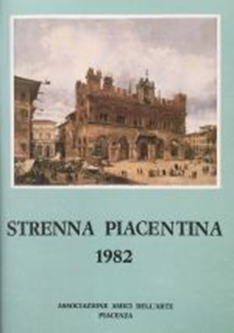 STRENNA PIACENTINA
1982
ASSOCIAZIONE AMICI DELL'ARTE
PIACENZA